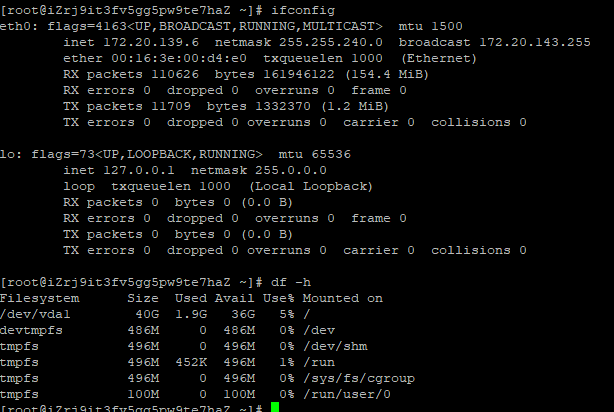 [root@iZrj9it3fv5gg5pw9te7haZ ~]# ifconfig
eth0: flags=4163<UP,BROADCAST,RUNNING,MULTICAST>  mtu 1500
        inet 172.20.139.6  netmask 255.255.240.0  broadcast 172.20.143.255
        ether 00:16:3e:00:d4:e0  txqueuelen 1000  (Ethernet)
        RX packets 110626  bytes 161946122 (154.4 MiB)
        RX errors 0  dropped 0  overruns 0  frame 0
        TX packets 11709  bytes 1332370 (1.2 MiB)
        TX errors 0  dropped 0 overruns 0  carrier 0  collisions 0
lo: flags=73<UP,LOOPBACK,RUNNING>  mtu 65536
        inet 127.0.0.1  netmask 255.0.0.0
        loop  txqueuelen 1000  (Local Loopback)
        RX packets 0  bytes 0 (0.0 B)
        RX errors 0  dropped 0  overruns 0  frame 0
        TX packets 0  bytes 0 (0.0 B)
        TX errors 0  dropped 0 overruns 0  carrier 0  collisions 0
[root@iZrj9it3fv5gg5pw9te7haZ ~]# df -h
Filesystem      Size  Used Avail Use% Mounted on
/dev/vda1        40G  1.9G   36G   5% /
devtmpfs        486M     0  486M   0% /dev
tmpfs           496M     0  496M   0% /dev/shm
tmpfs           496M  452K  496M   1% /run
tmpfs           496M     0  496M   0% /sys/fs/cgroup
tmpfs           100M     0  100M   0% /run/user/0
[root@iZrj9it3fv5gg5pw9te7haZ ~]#